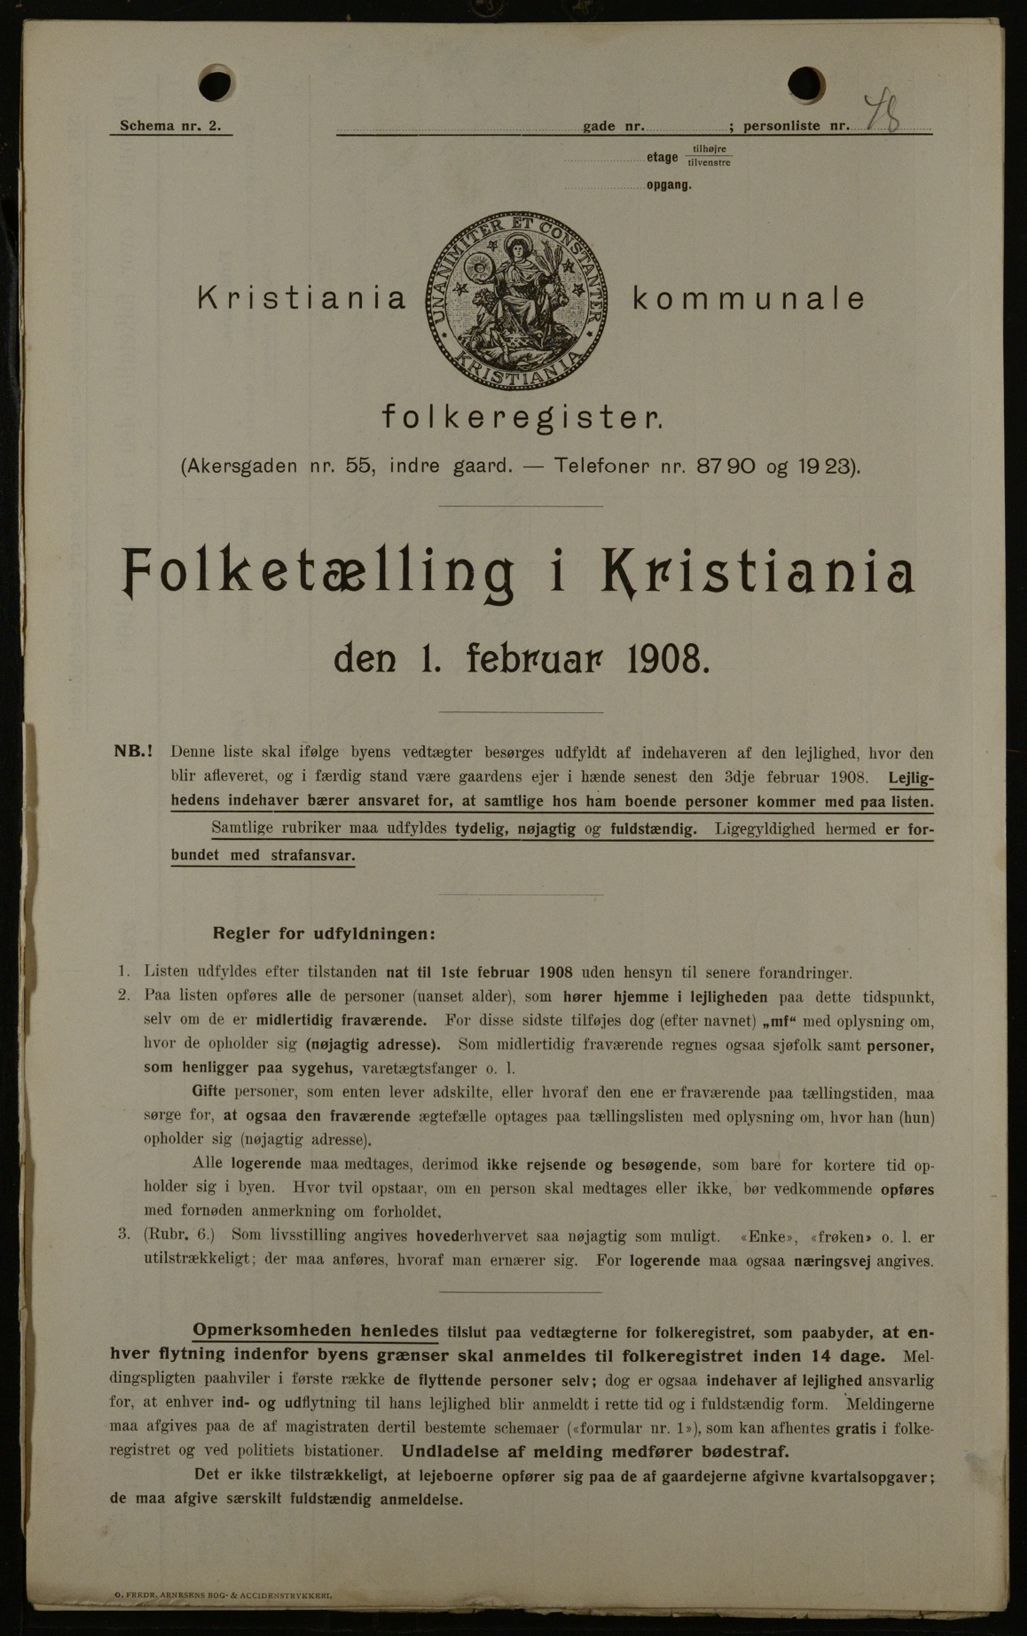 Schema nr. 2.
gade nr. ; personliste nr. 48
etage tilhøjre
tilvenstre
opgang.
UNANIMITER ET CONSTANTER
KRISTIANIA
Kristiania kommunale
folkeregister.
(Akersgaden nr. 55, indre gaard. — Telefoner nr. 87 90 og 19 23).
Folketælling i Kristiania
den 1. februar 1908.
NB.! Denne liste skal ifølge byens vedtægter besørges udfyldt af indehaveren af den lejlighed, hvor den
blir afleveret, og i færdig stand være gaardens ejer i hænde senest den 3dje februar 1908. Lejlig-
hedens indehaver bærer ansvaret for, at samtlige hos ham boende personer kommer med paa listen.
Samtlige rubriker maa udfyldes tydelig, nøjagtig og fuldstændig. Ligegyldighed hermed er for-
bundet med strafansvar.
Regler for udfyldningen:
1. Listen udfyldes efter tilstanden nat til 1ste februar 1908 uden hensyn til senere forandringer.
2. Paa listen opføres alle de personer (uanset alder), som hører hjemme i lejligheden paa dette tidspunkt,
selv om de er midlertidig fraværende. For disse sidste tilføjes dog (efter navnet) „mf“ med oplysning om,
hvor de opholder sig (nøjagtig adresse). Som midlertidig fraværende regnes ogsaa sjøfolk samt personer,
som henligger paa sygehus, varetægtsfanger o. l.
Gifte personer, som enten lever adskilte, eller hvoraf den ene er fraværende paa tællingstiden, maa
sørge for, at ogsaa den fraværende ægtefælle optages paa tællingslisten med oplysning om, hvor han (hun)
opholder sig (nøjagtig adresse).
Alle logerende maa medtages, derimod ikke rejsende og besøgende, som bare for kortere tid op-
holder sig i byen. Hvor tvil opstaar, om en person skal medtages eller ikke, bør vedkommende opføres
med fornøden anmerkning om forholdet.
3. (Rubr. 6.) Som livsstilling angives hovederhvervet saa nøjagtig som muligt. «Enke», «frøken» o. l. er
utilstrækkeligt; der maa anføres, hvoraf man ernærer sig. For logerende maa ogsaa næringsvej angives.
Opmerksomheden henledes tilslut paa vedtægterne for folkeregistret, som paabyder, at en-
hver flytning indenfor byens grænser skal anmeldes til folkeregistret inden 14 dage. Mel-
dingspligten paahviler i første række de flyttende personer selv; dog er ogsaa indehaver af lejlighed ansvarlig
for, at enhver ind- og udflytning til hans lejlighed blir anmeldt i rette tid og i fuldstændig form. Meldingerne
maa afgives paa de af magistraten dertil bestemte schemaer («formular nr. 1»), som kan afhentes gratis i folke-
registret og ved politiets bistationer. Undladelse af melding medfører bødestraf.
Det er ikke tilstrækkeligt, at lejeboerne opfører sig paa de af gaardejerne afgivne kvartalsopgaver;
de maa afgive særskilt fuldstændig anmeldelse.
O. FREDR. ARNESENS BOG- & ACCIDENSTRYKKERI.